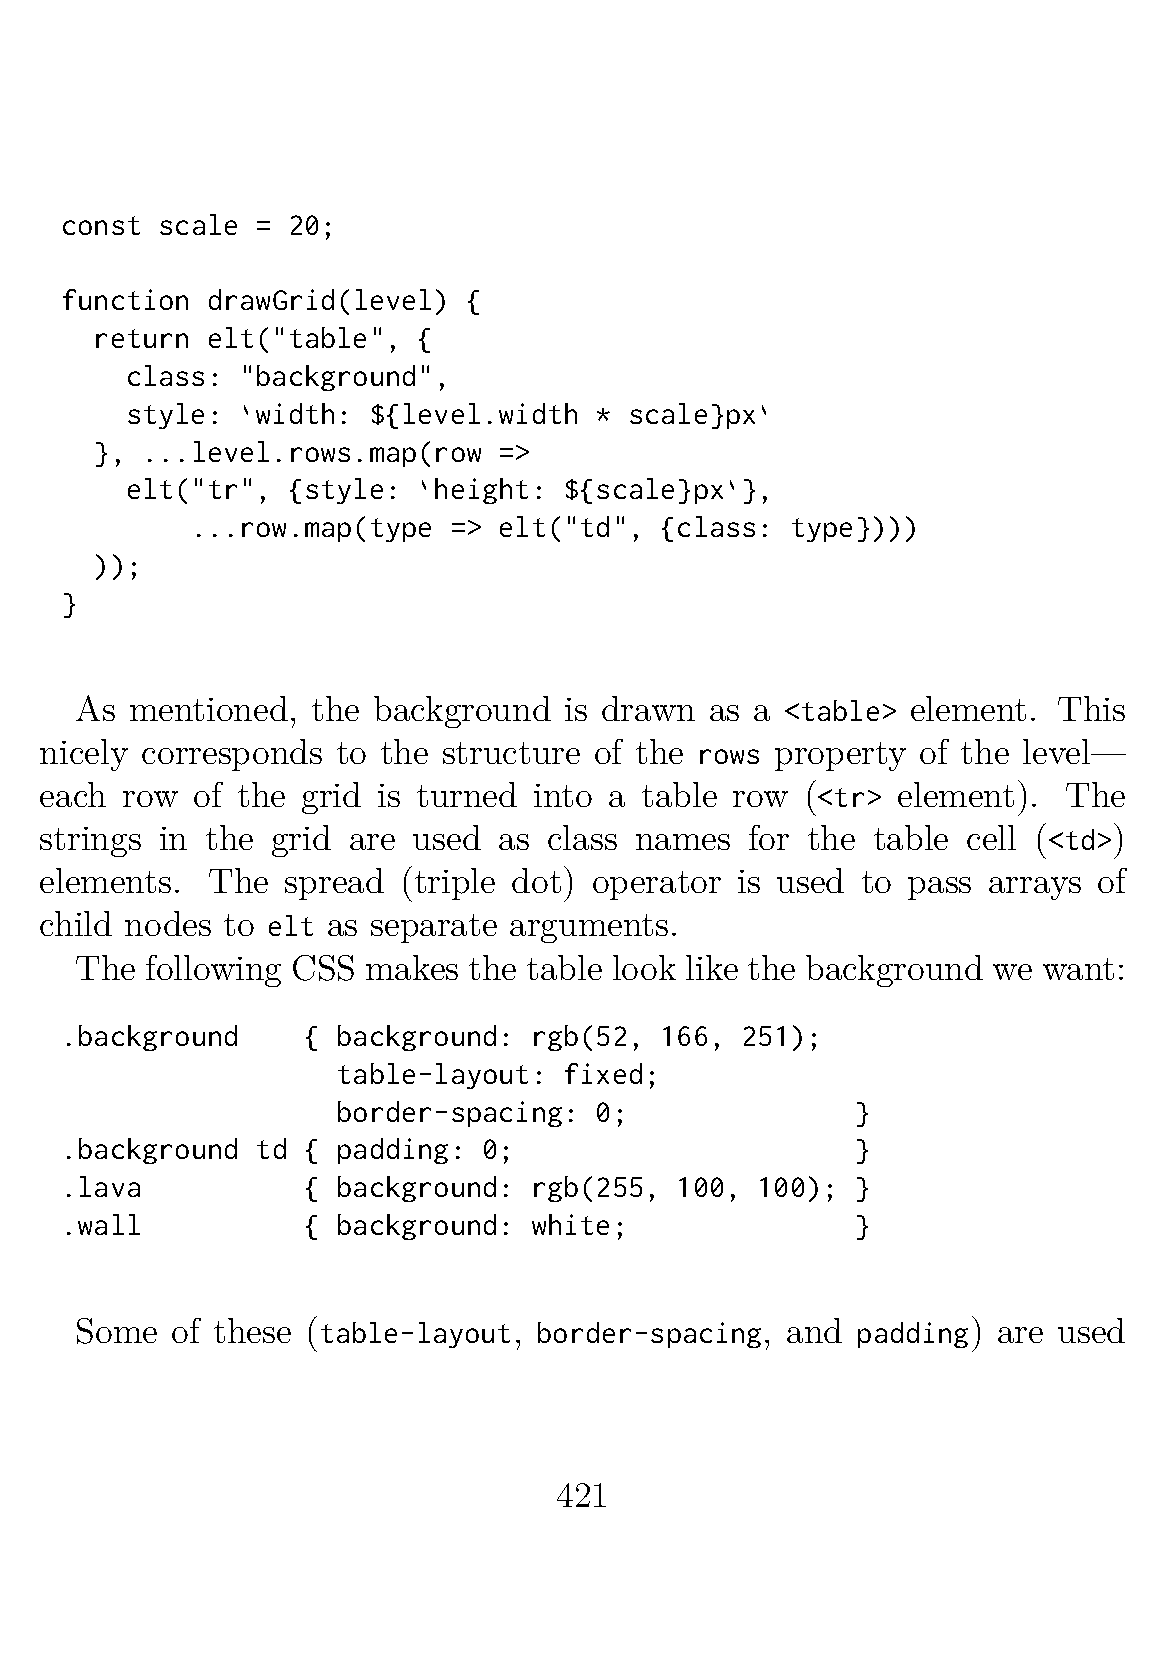 const scale = 20;
function drawGrid(level) {
  return elt("table", {
    class: "background",
    style: `width: ${level.width * scale}px`
  }, ...level.rows.map(row =>
    elt("tr", {style: `height: ${scale}px`},
        ...row.map(type => elt("td", {class: type})))
  ));
}
As mentioned, the background is drawn as a <table> element. This
nicely corresponds to the structure of the rows property of the level—
each row of the grid is turned into a table row (<tr> element). The
strings in the grid are used as class names for the table cell (<td>)
elements. The spread (triple dot) operator is used to pass arrays of
child nodes to elt as separate arguments.
The following CSS makes the table look like the background we want:
.background    { background: rgb(52, 166, 251);
                 table-layout: fixed;
                 border-spacing: 0;              }
.background td { padding: 0;                     }
.lava          { background: rgb(255, 100, 100); }
.wall          { background: white;              }
Some of these (table-layout, border-spacing, and padding) are used
421